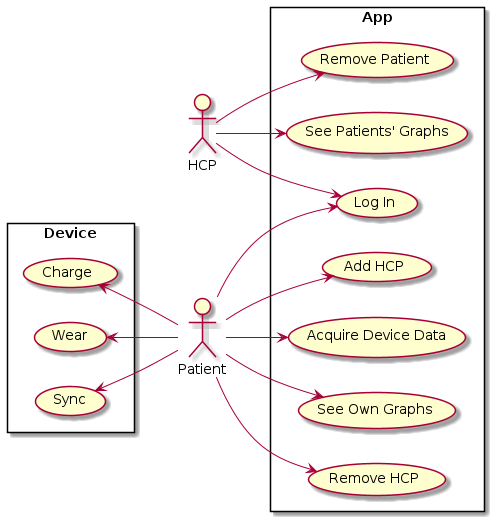 App
Remove Patient
See Patients' Graphs
HCP
Log In
Device
Charge
Add HCP
Wear
Acquire Device Data
Patient
Sync
See Own Graphs
Remove HCP